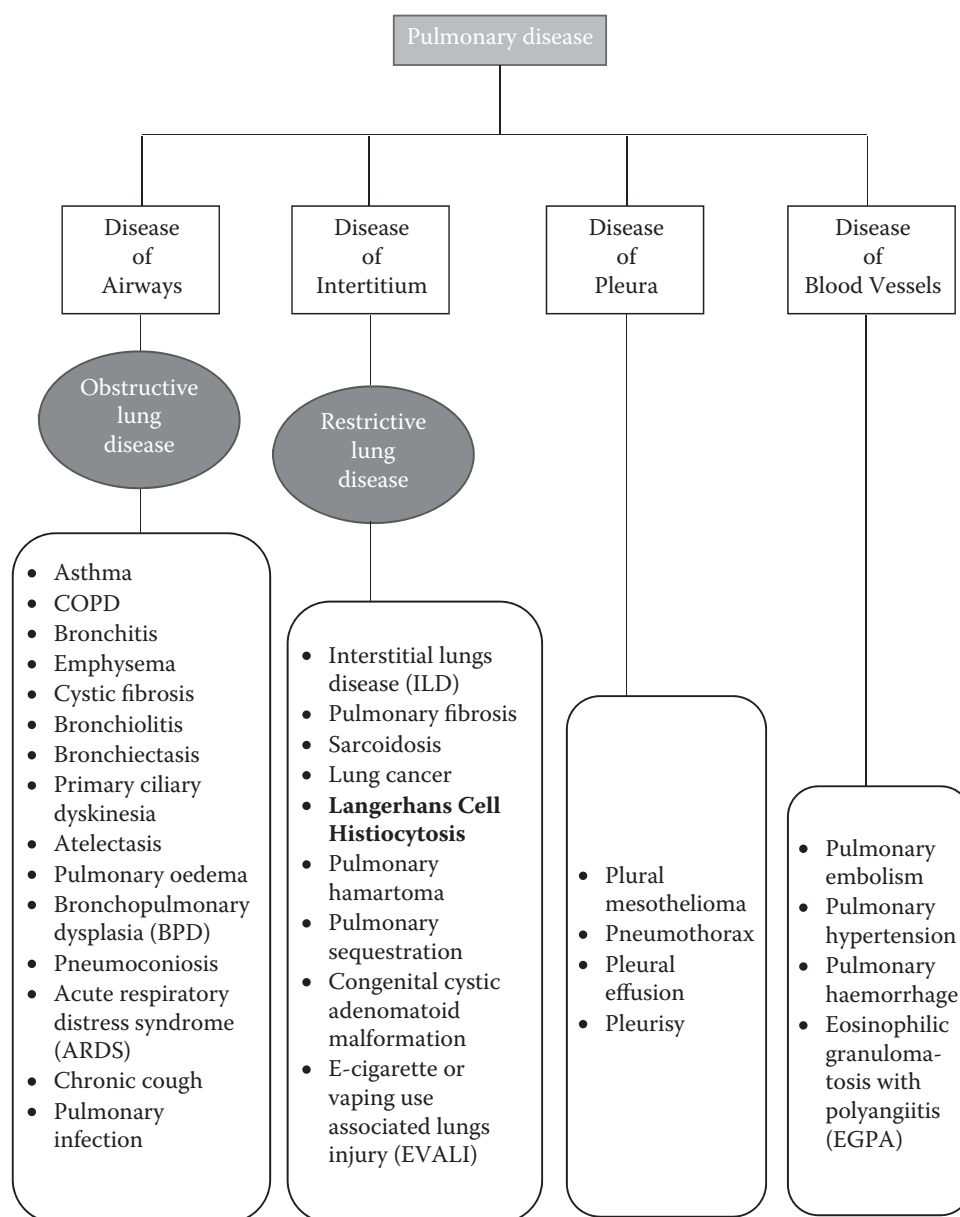 Pulmonary disease
Disease
of
Airways
Disease
of
Intertitium
Disease
of
Pleura
Disease
of
Blood Vessels
Obstructive
lung
disease
Restrictive
lung
disease
• Asthma
• COPD
• Bronchitis
• Emphysema
• Cystic fibrosis
• Bronchiolitis
• Bronchiectasis
• Primary ciliary
dyskinesia
• Atelectasis
• Pulmonary oedema
• Bronchopulmonary
dysplasia (BPD)
• Pneumoconiosis
• Acute respiratory
distress syndrome
(ARDS)
• Chronic cough
• Pulmonary
infection
• Interstitial lungs
disease (ILD)
• Pulmonary fibrosis
• Sarcoidosis
• Lung cancer
• Langerhans Cell
Histiocytosis
• Pulmonary
hamartoma
• Pulmonary
sequestration
• Congenital cystic
adenomatoid
malformation
• E-cigarette or
vaping use
associated lungs
injury (EVALI)
• Plural
mesothelioma
• Pneumothorax
• Pleural
effusion
• Pleurisy
• Pulmonary
embolism
• Pulmonary
hypertension
• Pulmonary
haemorrhage
• Eosinophilic
granuloma-
tosis with
polyangiitis
(EGPA)